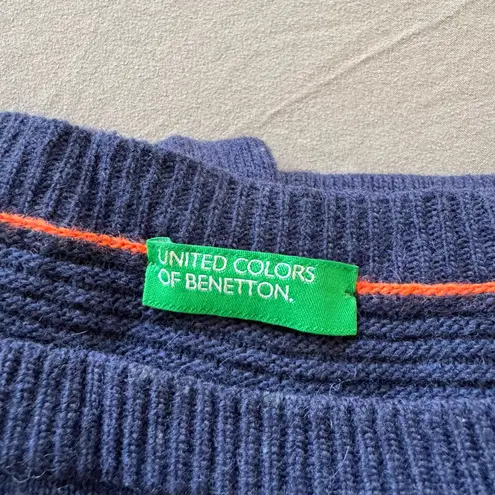 UNITED COLORS
OF BENETTON.